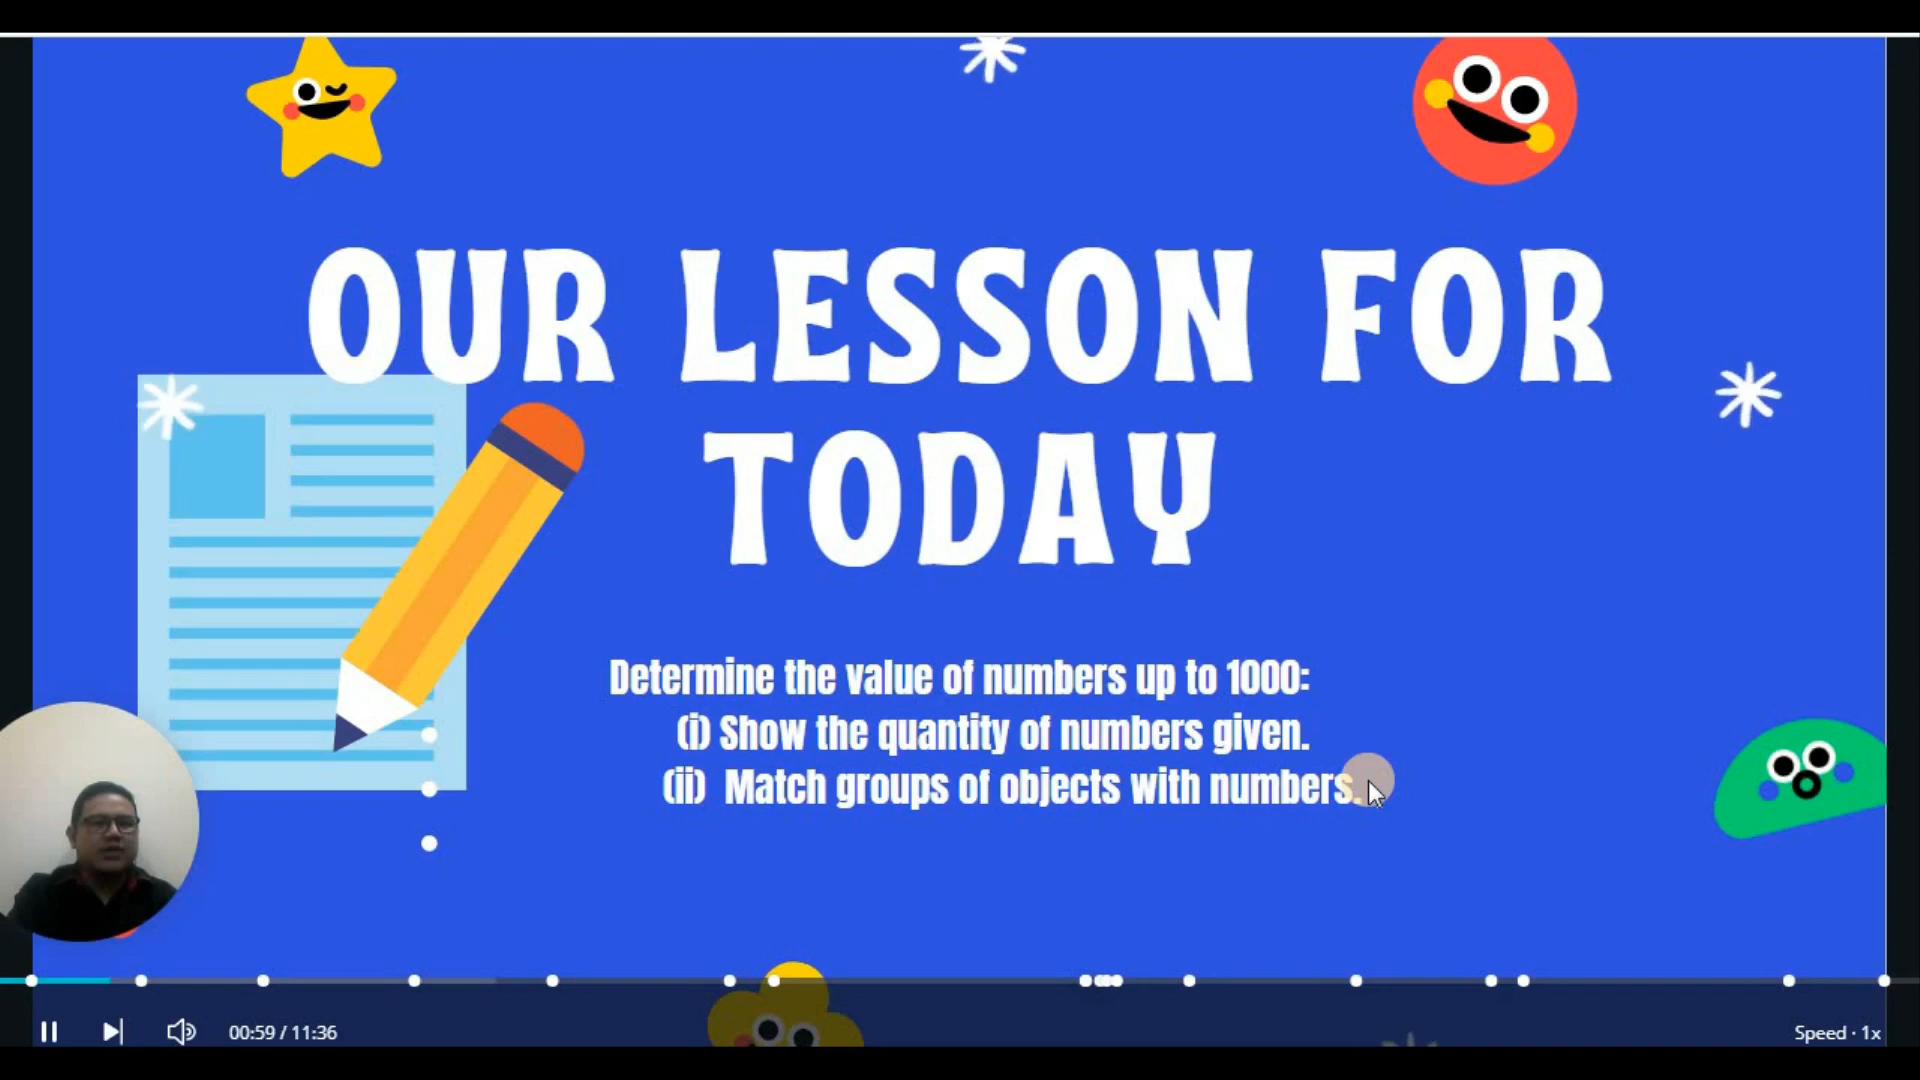 OUR LESSON FOR
TODAY
Determine the value of numbers up to 1000:
(i) Show the quantity of numbers given.
(ii) Match groups of objects with numbers.
00:59 / 11:36
Speed · 1x